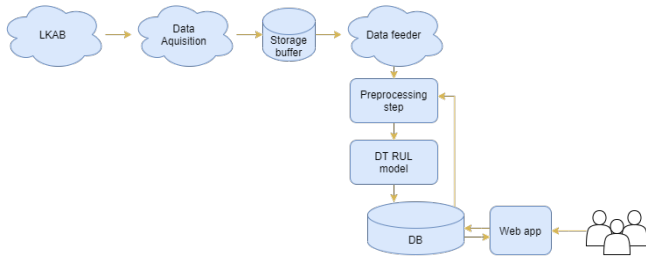 LKAB
Data
Aquisition
Storage
buffer
Data feeder
Preprocessing
step
DT RUL
model
DB
Web app